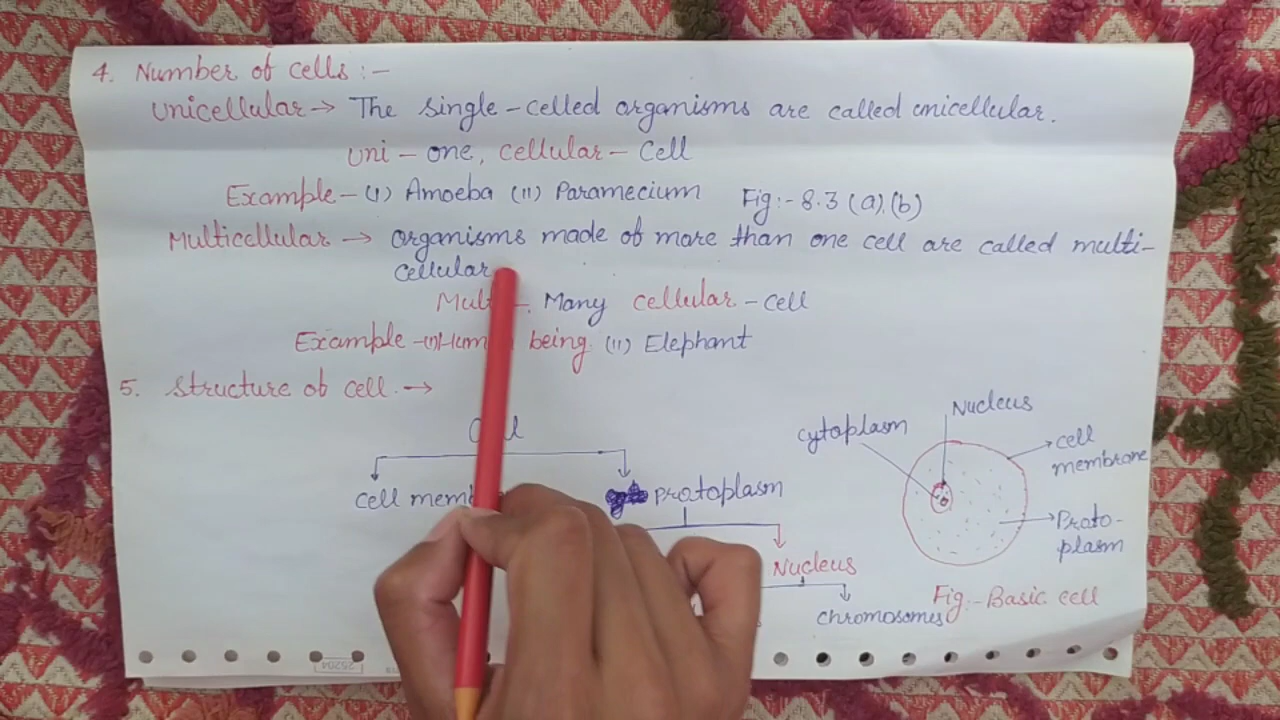 4. Number of cells :-
Unicellular → The single-celled organisms are called unicellular.
Uni - one, cellular - Cell
Example - (i) Amoeba (ii) Paramecium Fig:- 8.3 (a), (b)
Multicellular → organisms made of more than one cell are called multi-
cellular
Many cellular - cell
Example - (i) being. (ii) Elephant
5. Structure of cell. →
Nucleus
cytoplasm
cell
membrane
cell
Protoplasm
Proto-
plasm
Nucleus
chromosomes
Fig:- Basic cell
25204